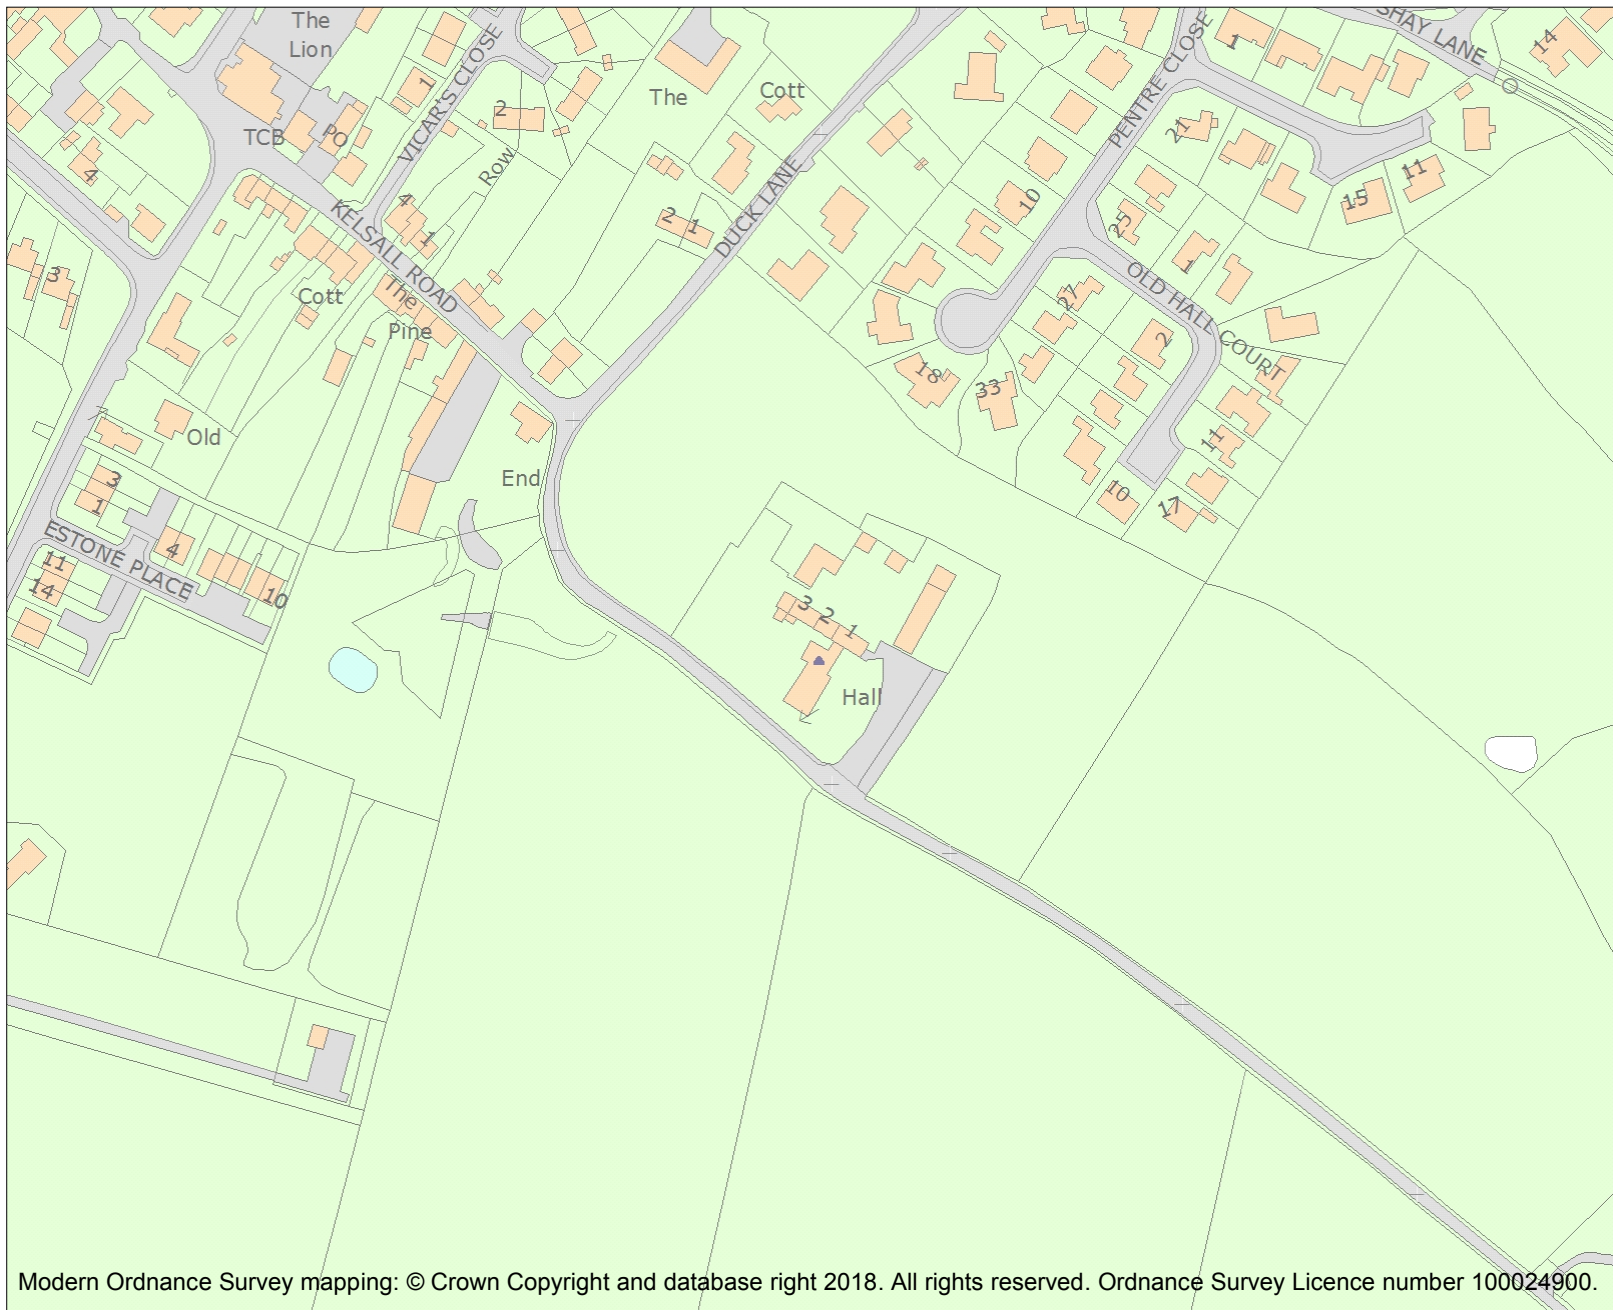 The
Lion
TCB
PO
VICAR'S CLOSE
1
2
Row
The
Cott
DUCK LANE
PENTRE CLOSE
1
SHAY LANE
14
21
11
15
10
25
1
OLD HALL COURT
27
2
18
33
11
10
17
4
3
KELSALL ROAD
4
1
2 1
Cott
The
Pine
7
Old
End
3
1
ESTONE PLACE
4
11
14
10
3 2 1
Hall
Modern Ordnance Survey mapping: © Crown Copyright and database right 2018. All rights reserved. Ordnance Survey Licence number 100024900.